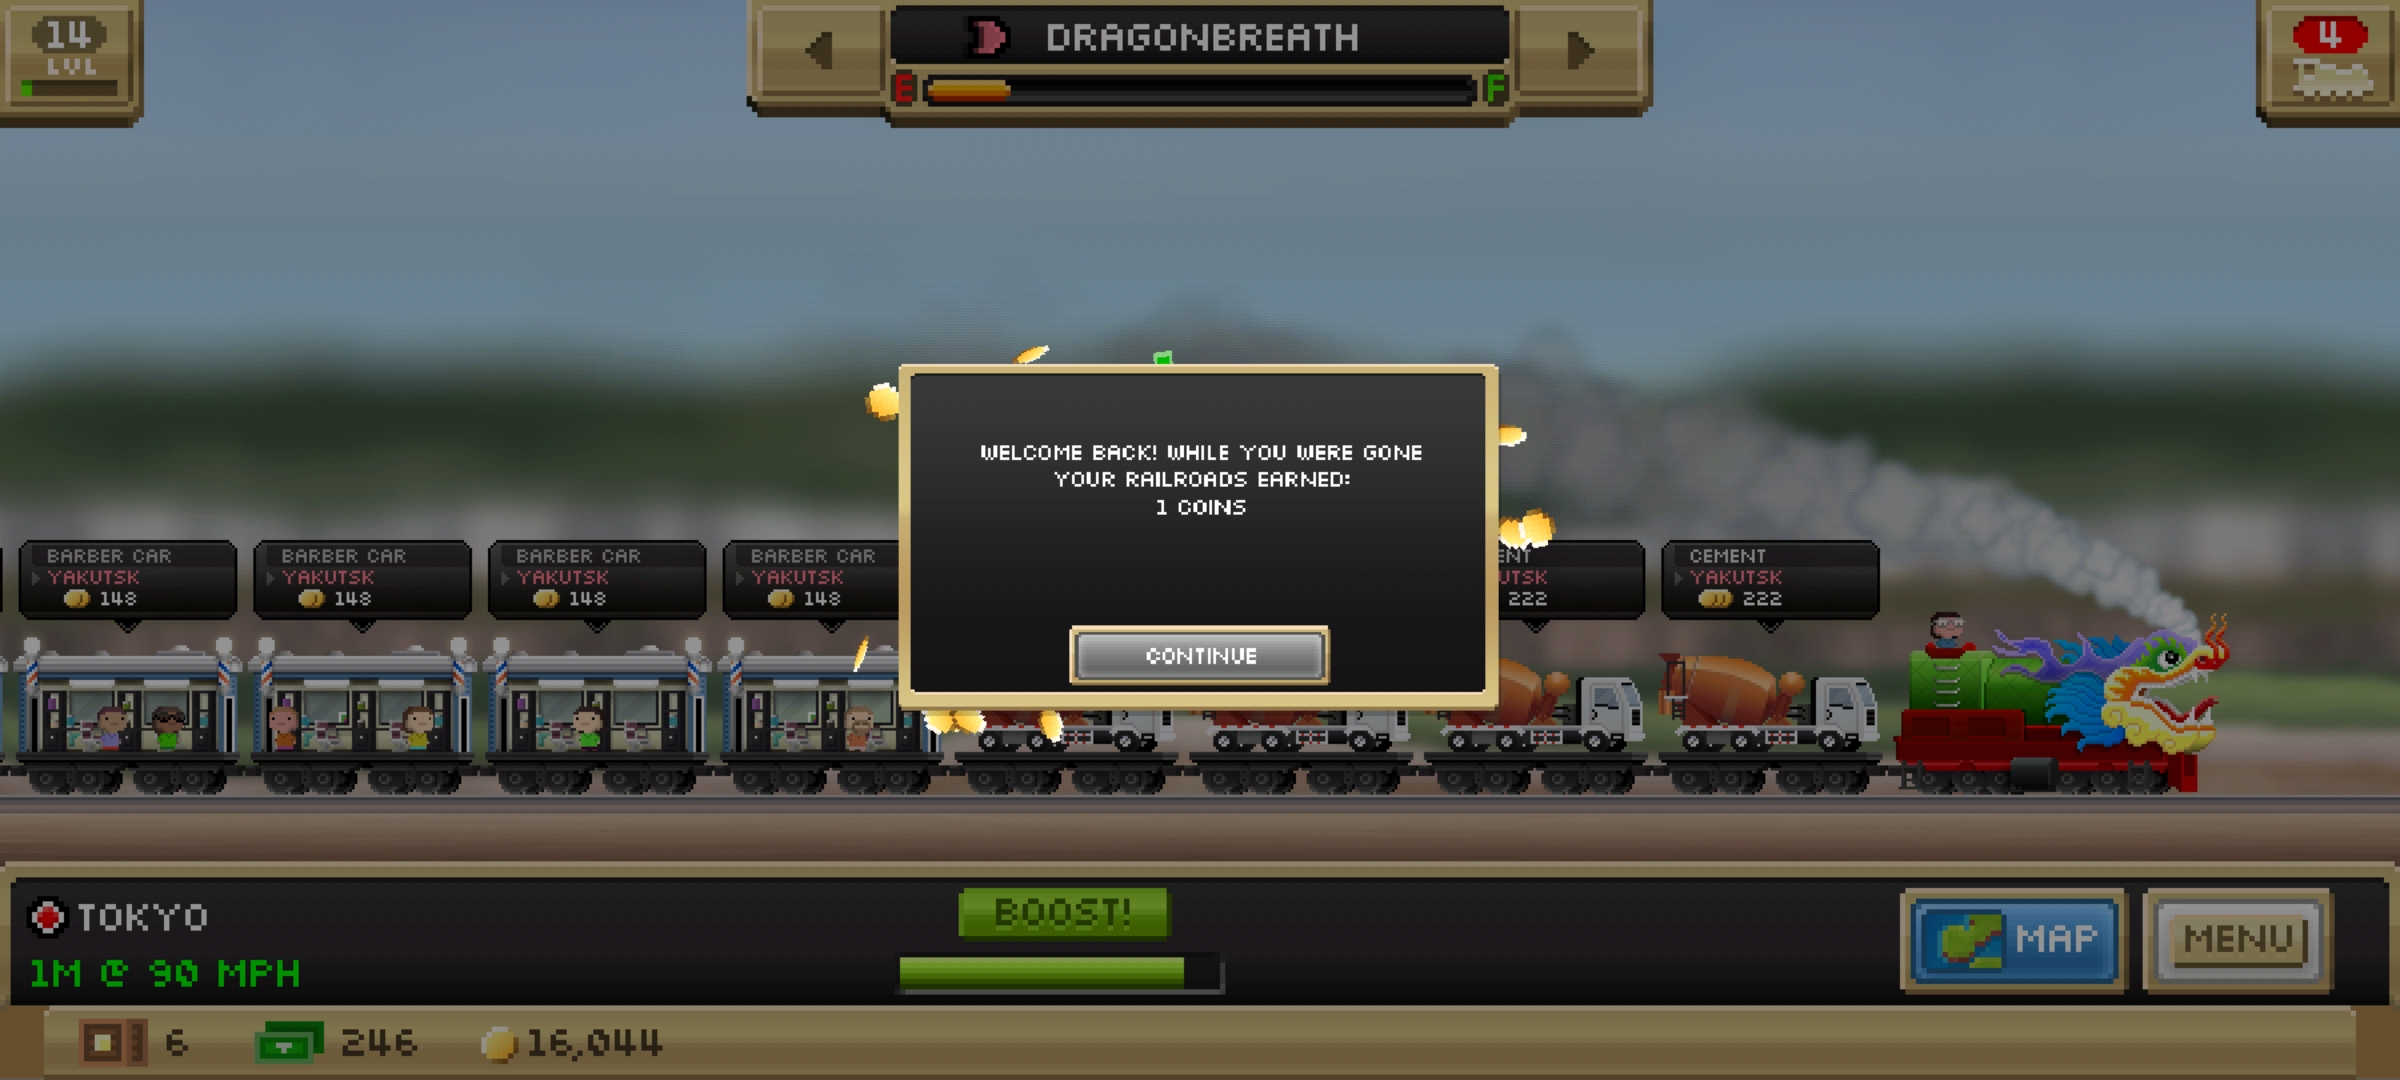 14
LVL
DRAGONBREATH
E F
4
WELCOME BACK! WHILE YOU WERE GONE
YOUR RAILROADS EARNED:
1 COINS
CONTINUE
BARBER CAR
YAKUTSK
148
BARBER CAR
YAKUTSK
148
BARBER CAR
YAKUTSK
148
BARBER CAR
YAKUTSK
148
ENT
UTSK
222
CEMENT
YAKUTSK
222
TOKYO
1M @ 90 MPH
BOOST!
MAP
MENU
6
246
16,044